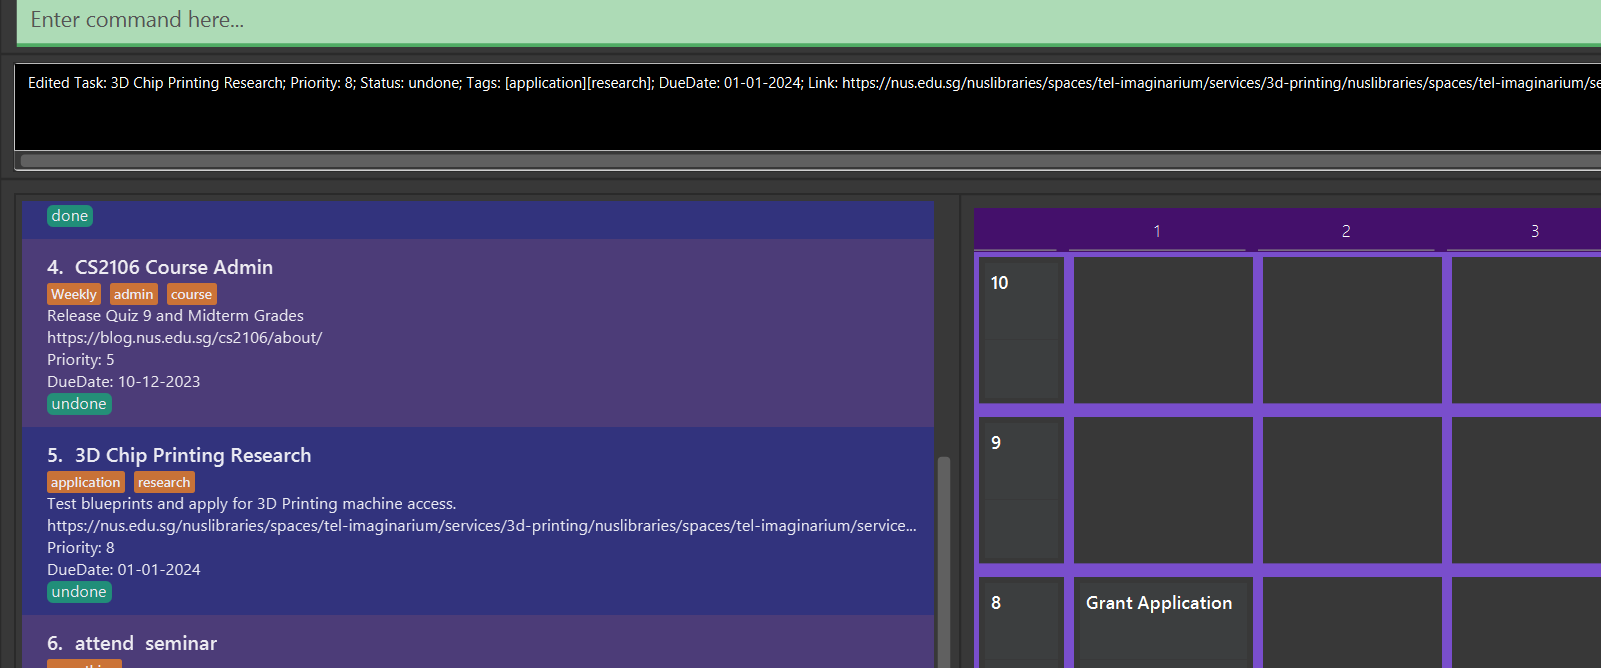 Enter command here...
Edited Task: 3D Chip Printing Research; Priority: 8; Status: undone; Tags: [application][research]; DueDate: 01-01-2024; Link: https://nus.edu.sg/nuslibraries/spaces/tel-imaginarium/services/3d-printing/nuslibraries/spaces/tel-imaginarium/se
done
4. CS2106 Course Admin
Weekly admin course
Release Quiz 9 and Midterm Grades
https://blog.nus.edu.sg/cs2106/about/
Priority: 5
DueDate: 10-12-2023
undone
5. 3D Chip Printing Research
application research
Test blueprints and apply for 3D Printing machine access.
https://nus.edu.sg/nuslibraries/spaces/tel-imaginarium/services/3d-printing/nuslibraries/spaces/tel-imaginarium/service...
Priority: 8
DueDate: 01-01-2024
undone
6. attend seminar
1 2 3
10
9
8 Grant Application